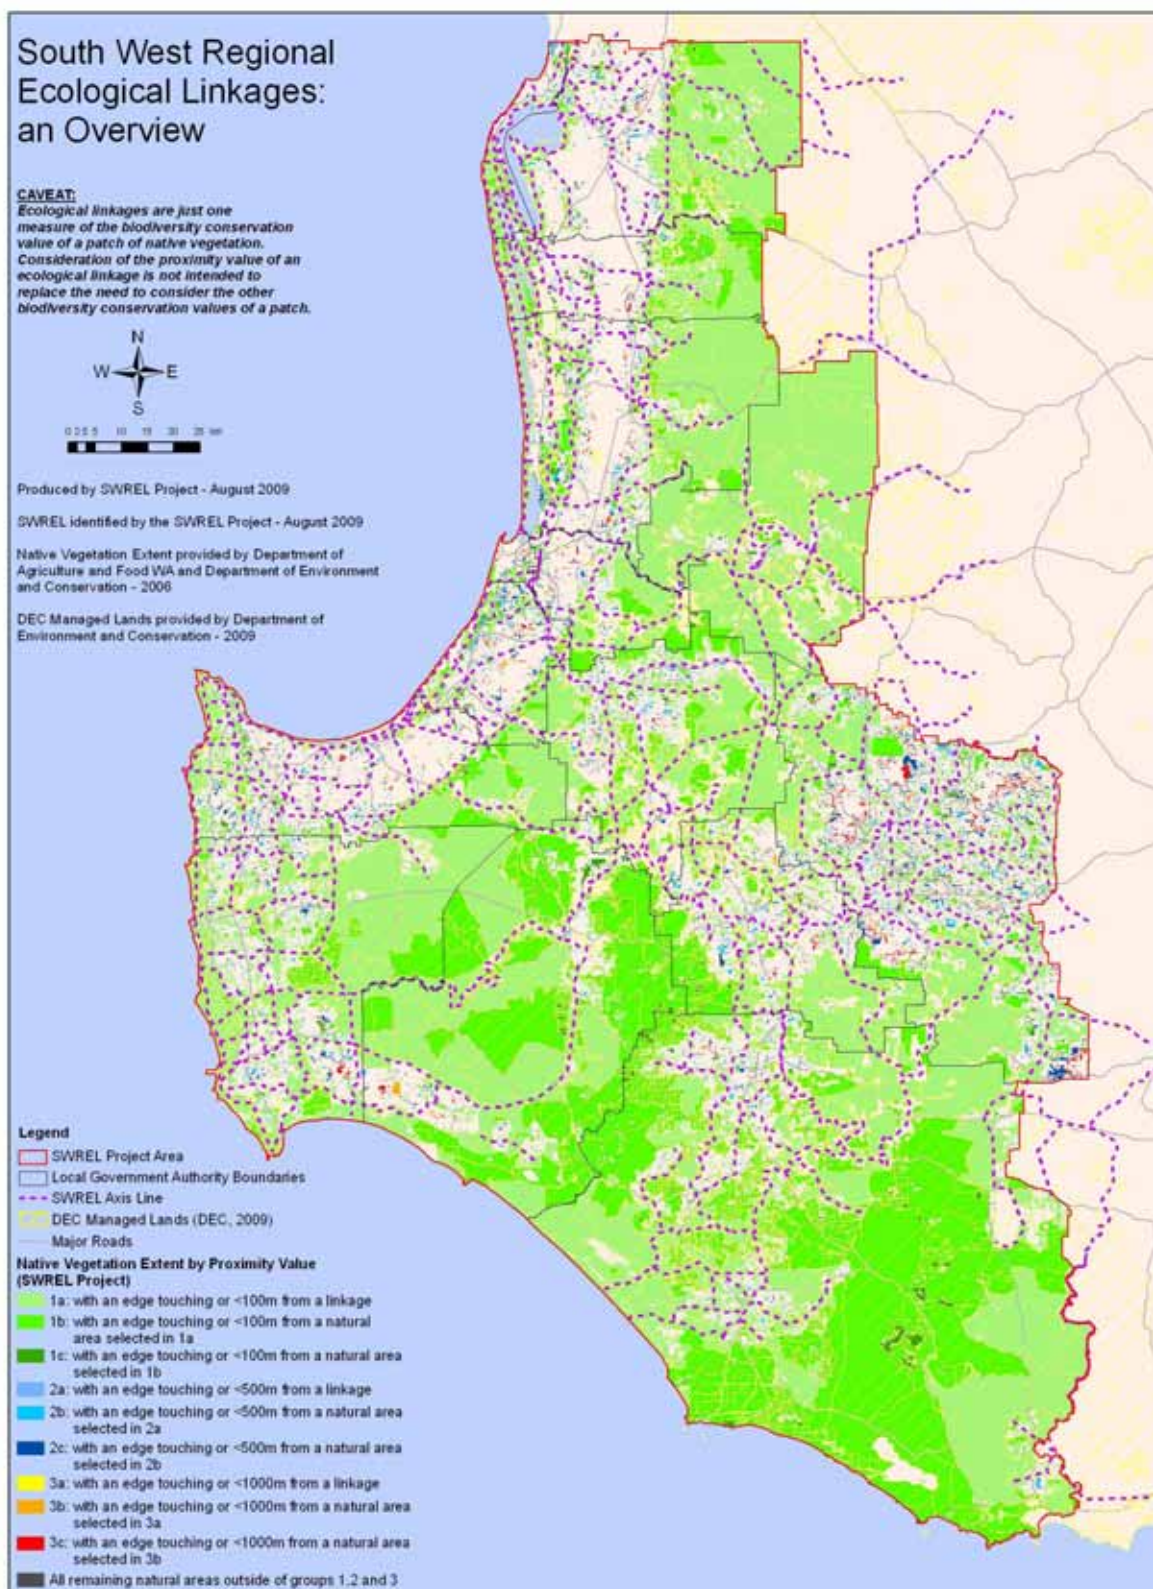 South West Regional
Ecological Linkages:
an Overview
CAVEAT:
Ecological linkages are just one
measure of the biodiversity conservation
value of a patch of native vegetation.
Consideration of the proximity value of an
ecological linkage is not intended to
replace the need to consider the other
biodiversity conservation values of a patch.
N
W E
S
0 2.5 5 10 15 20 25 km
Produced by SWREL Project - August 2009
SWREL identified by the SWREL Project - August 2009
Native Vegetation Extent provided by Department of
Agriculture and Food WA and Department of Environment
and Conservation - 2006
DEC Managed Lands provided by Department of
Environment and Conservation - 2009
Legend
SWREL Project Area
Local Government Authority Boundaries
SWREL Axis Line
DEC Managed Lands (DEC, 2009)
Major Roads
Native Vegetation Extent by Proximity Value
(SWREL Project)
1a: with an edge touching or <100m from a linkage
1b: with an edge touching or <100m from a natural
area selected in 1a
1c: with an edge touching or <100m from a natural area
selected in 1b
2a: with an edge touching or <500m from a linkage
2b: with an edge touching or <500m from a natural area
selected in 2a
2c: with an edge touching or <500m from a natural area
selected in 2b
3a: with an edge touching or <1000m from a linkage
3b: with an edge touching or <1000m from a natural area
selected in 3a
3c: with an edge touching or <1000m from a natural area
selected in 3b
All remaining natural areas outside of groups 1,2 and 3